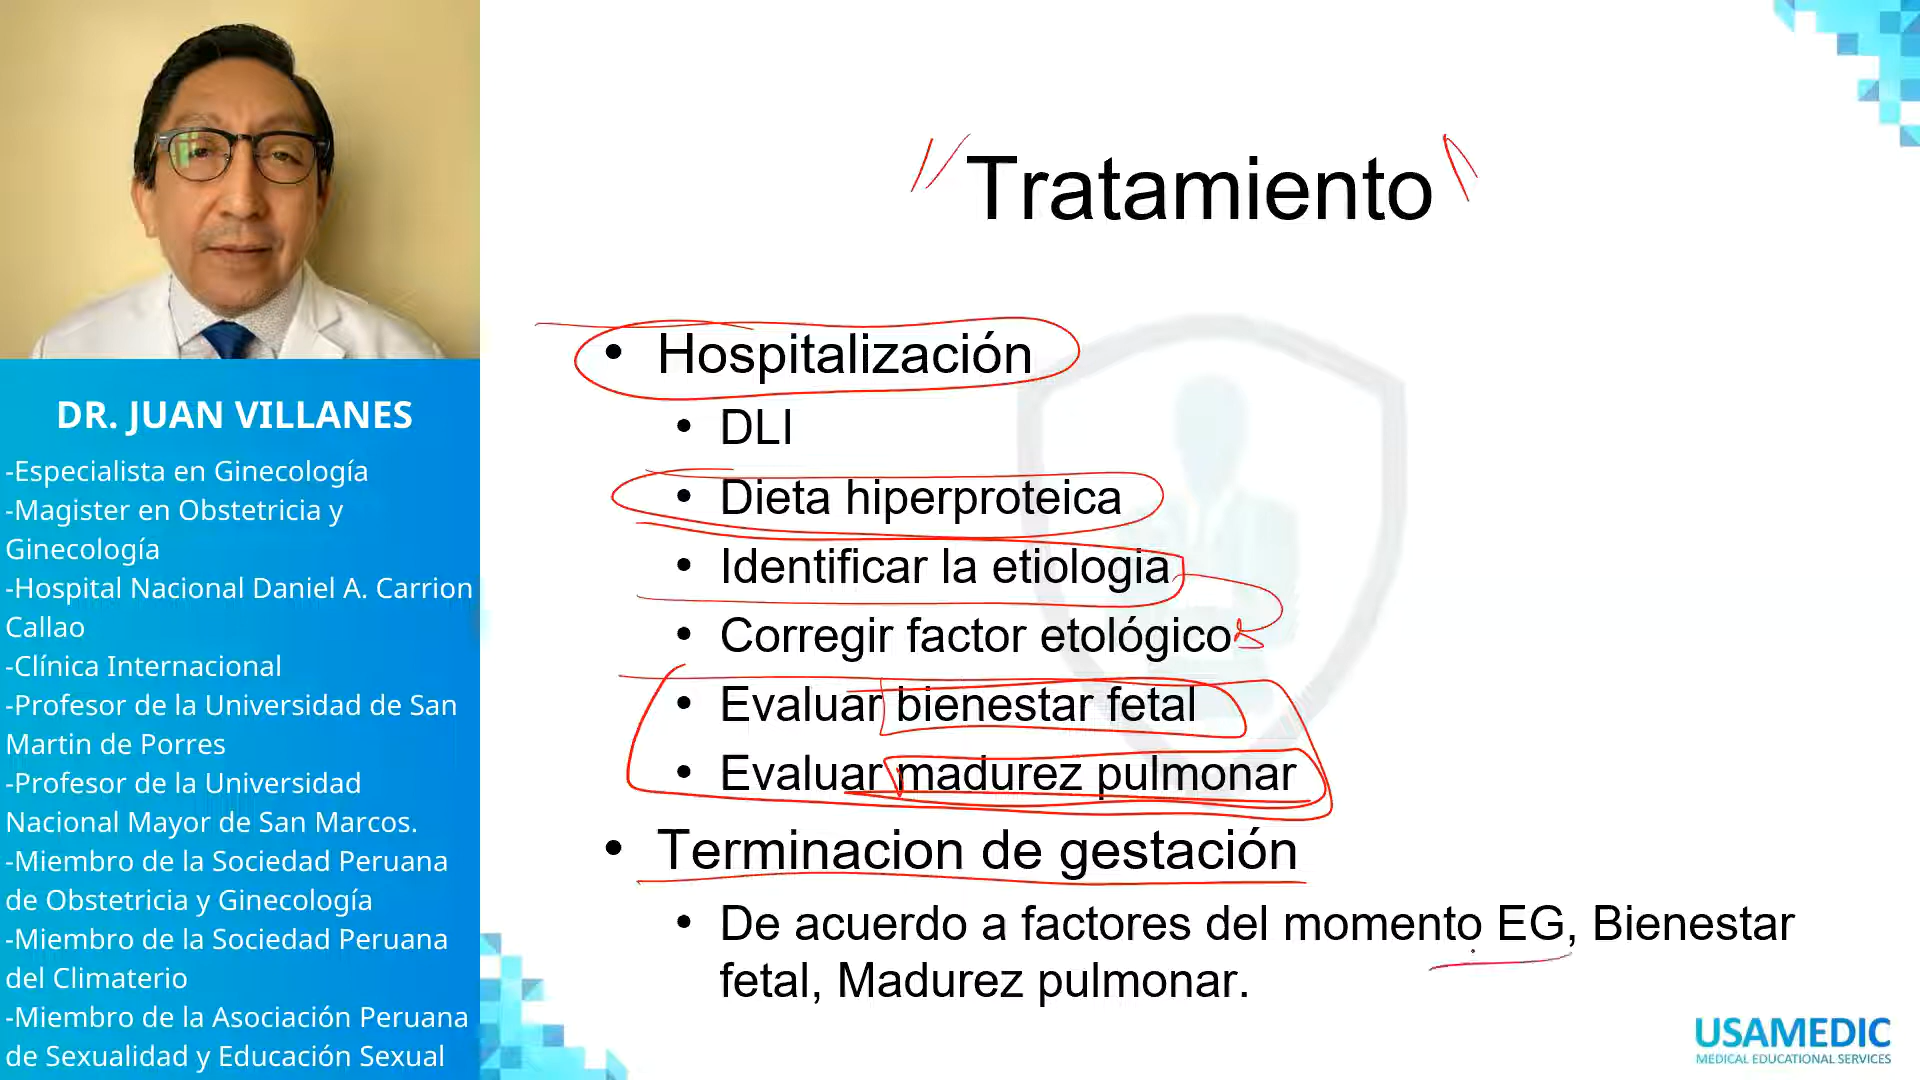 DR. JUAN VILLANES
-Especialista en Ginecología
-Magister en Obstetricia y
Ginecología
-Hospital Nacional Daniel A. Carrion
Callao
-Clínica Internacional
-Profesor de la Universidad de San
Martin de Porres
-Profesor de la Universidad
Nacional Mayor de San Marcos.
-Miembro de la Sociedad Peruana
de Obstetricia y Ginecología
-Miembro de la Sociedad Peruana
del Climaterio
-Miembro de la Asociación Peruana
de Sexualidad y Educación Sexual
"Tratamiento"
• Hospitalización
• DLI
• Dieta hiperproteica
• Identificar la etiologia
• Corregir factor etológico
• Evaluar bienestar fetal
• Evaluar madurez pulmonar
• Terminacion de gestación
• De acuerdo a factores del momento EG, Bienestar
fetal, Madurez pulmonar.
USAMEDIC
MEDICAL EDUCATIONAL SERVICES